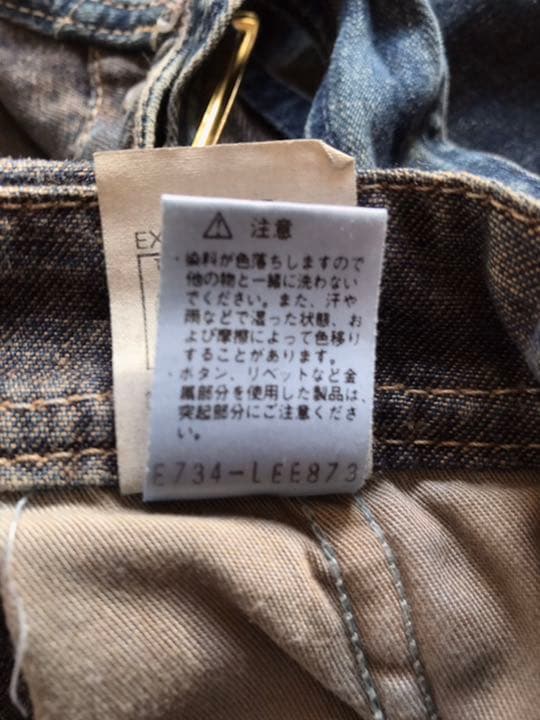 EX
⚠ 注意
・染料が色落ちしますので
他の物と一緒に洗わない
でください。また、汗や
雨などで湿った状態、お
よび摩擦によって色移り
することがあります。
・ボタン、リベットなど金
属部分を使用した製品は、
突起部分にご注意くださ
い。
E734-LEE873